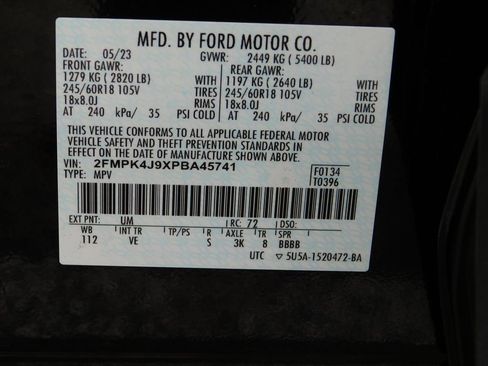 MFD. BY FORD MOTOR CO.
DATE: 05/23 GVWR: 2449 KG ( 5400 LB)
FRONT GAWR: REAR GAWR:
1279 KG ( 2820 LB) WITH 1197 KG ( 2640 LB) WITH
245/60R18 105V TIRES 245/60R18 105V TIRES
18x8.0J RIMS 18x8.0J RIMS
AT 240 kPa/ 35 PSI COLD AT 240 kPa/ 35 PSI COLD
THIS VEHICLE CONFORMS TO ALL APPLICABLE FEDERAL MOTOR
VEHICLE SAFETY AND THEFT PREVENTION STANDARDS IN
EFFECT ON THE DATE OF MANUFACTURE SHOWN ABOVE.
VIN: 2FMPK4J9XPBA45741 F0134
TYPE: MPV T0396
EXT PNT: UM RC: 72 DSO:
WB INT TR TP/PS R AXLE TR SPR
112 VE S 3K 8 BBBB
UTC ▽ 5U5A-1520472-BA